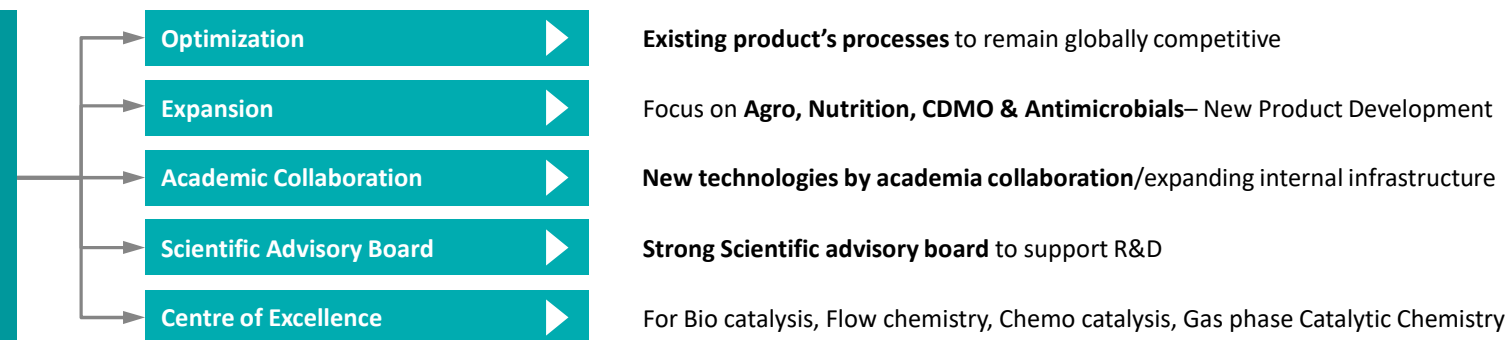 Optimization Existing product's processes to remain globally competitive
Expansion Focus on Agro, Nutrition, CDMO & Antimicrobials– New Product Development
Academic Collaboration New technologies by academia collaboration/expanding internal infrastructure
Scientific Advisory Board Strong Scientific advisory board to support R&D
Centre of Excellence For Bio catalysis, Flow chemistry, Chemo catalysis, Gas phase Catalytic Chemistry